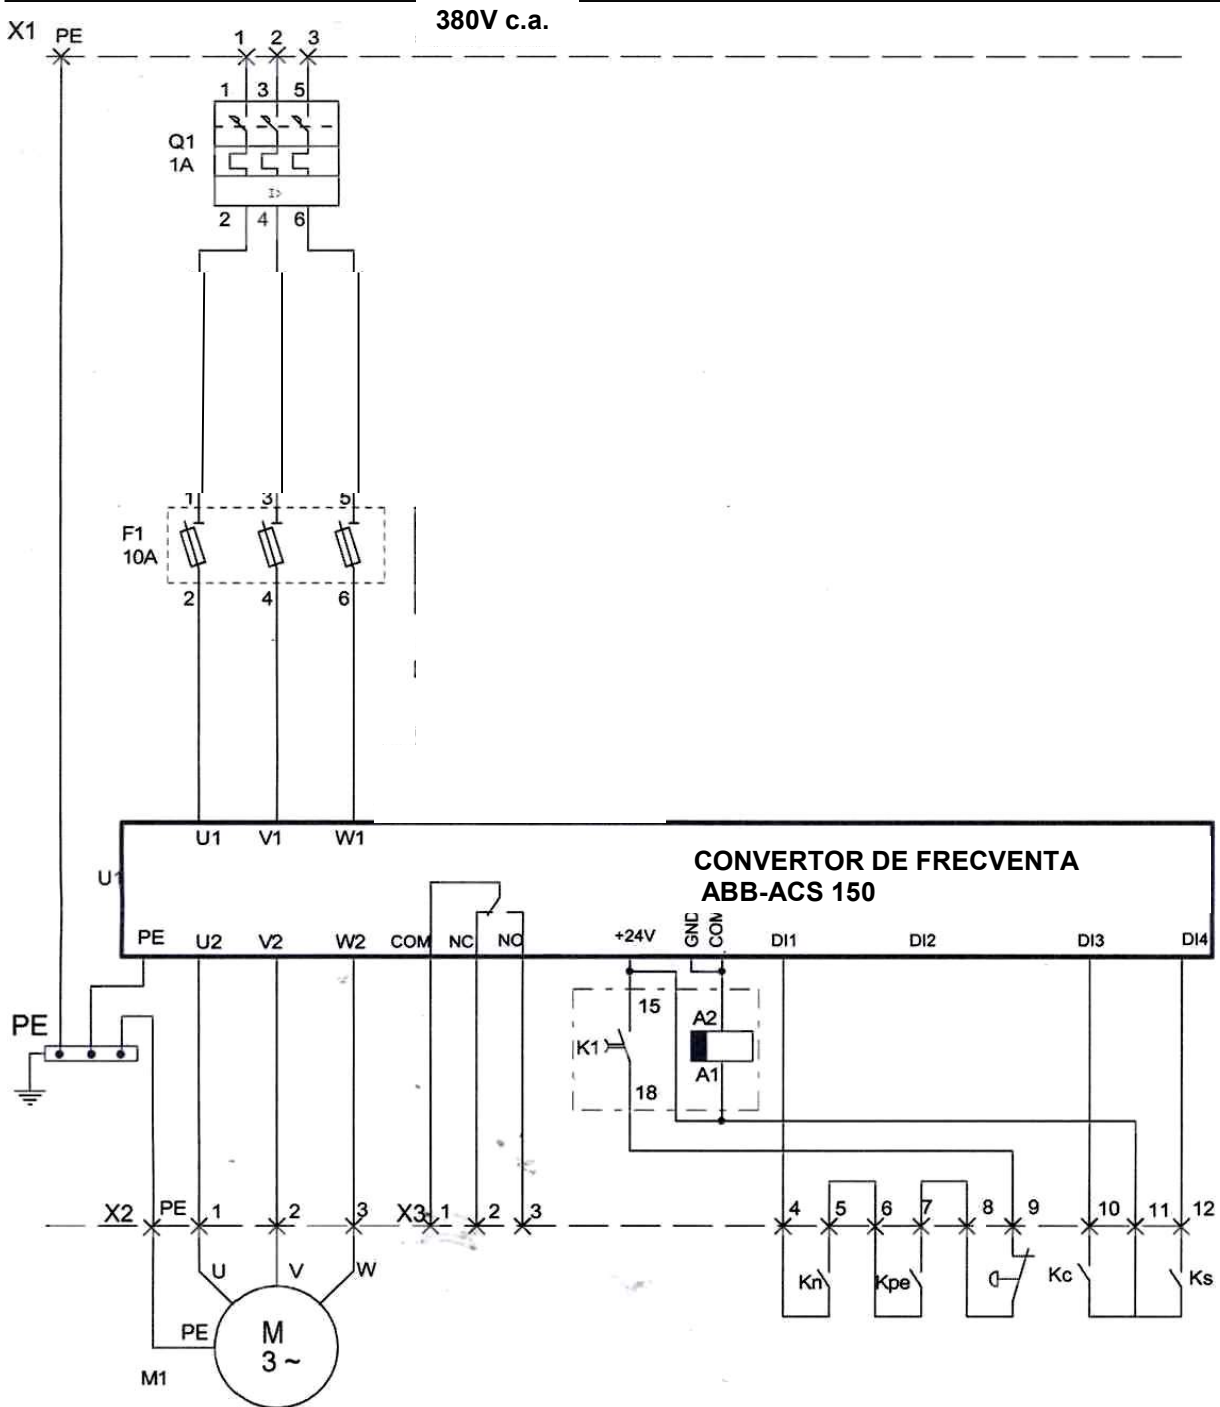 380V c.a.
X1 PE 1 2 3
1 3 5
Q1
1A
I>
2 4 6
1 3 5
F1
10A
2 4 6
U1 V1 W1
CONVERTOR DE FRECVENTA
ABB-ACS 150
U1
PE U2 V2 W2 COM NC NO +24V GND COM DI1 DI2 DI3 DI4
15
A2
K1
A1
18
PE
X2 PE 1 2 3 X3 1 2 3 4 5 6 7 8 9 10 11 12
U V W
Kn Kpe Kc Ks
PE
M
3 ~
M1